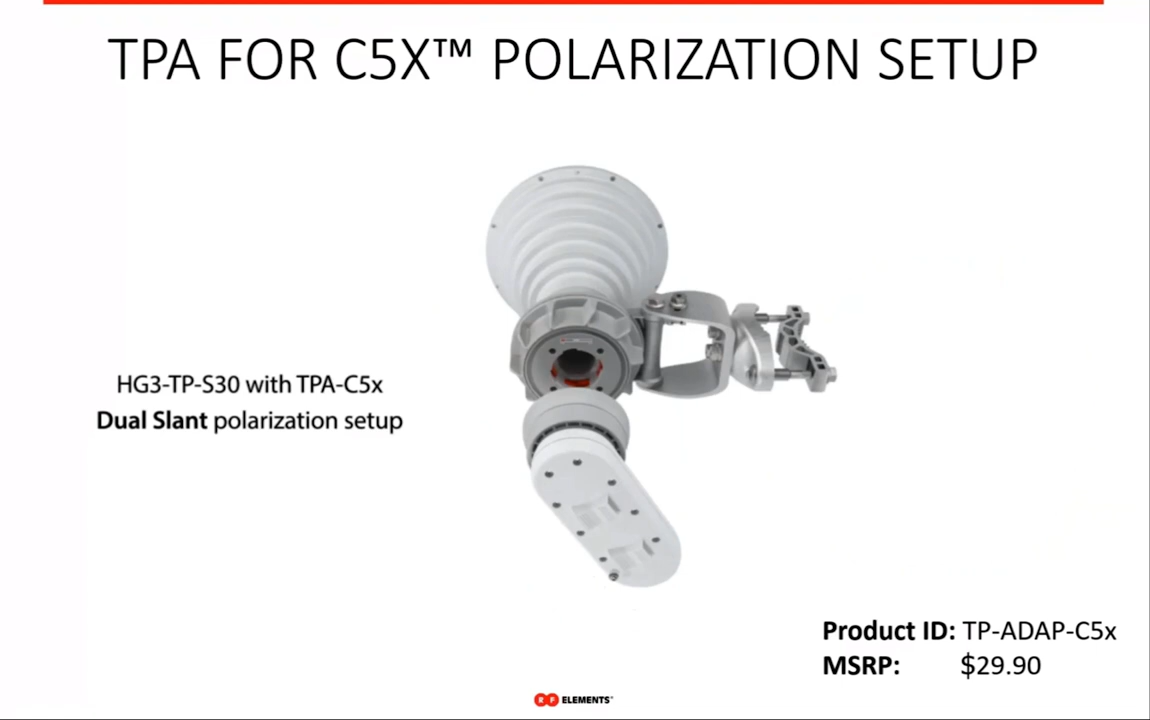 TPA FOR C5X™ POLARIZATION SETUP
HG3-TP-S30 with TPA-C5x
Dual Slant polarization setup
Product ID: TP-ADAP-C5x
MSRP: $29.90
RF ELEMENTS